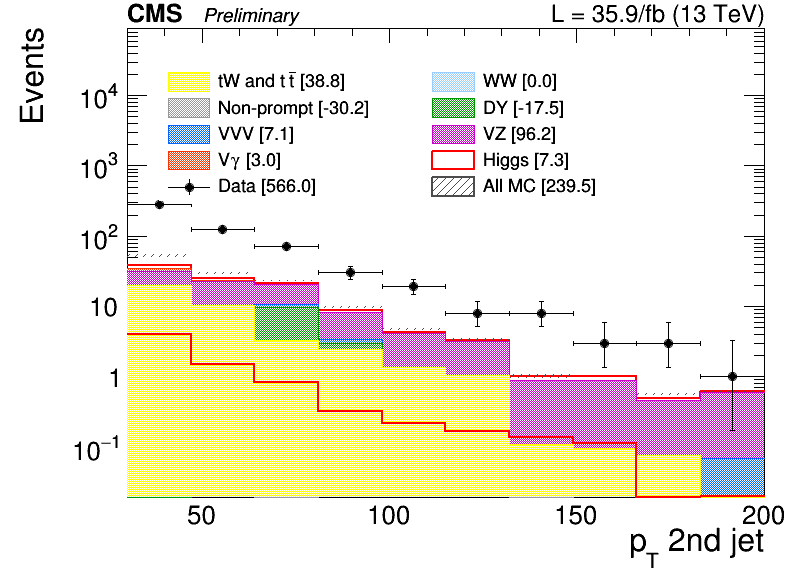 CMS Preliminary L = 35.9/fb (13 TeV)
Events
tW and t t̅ [38.8] WW [0.0]
Non-prompt [-30.2] DY [-17.5]
VVV [7.1] VZ [96.2]
Vγ [3.0] Higgs [7.3]
Data [566.0] All MC [239.5]
10⁴
10³
10²
10
1
10⁻¹
50 100 150 200
p_T 2nd jet